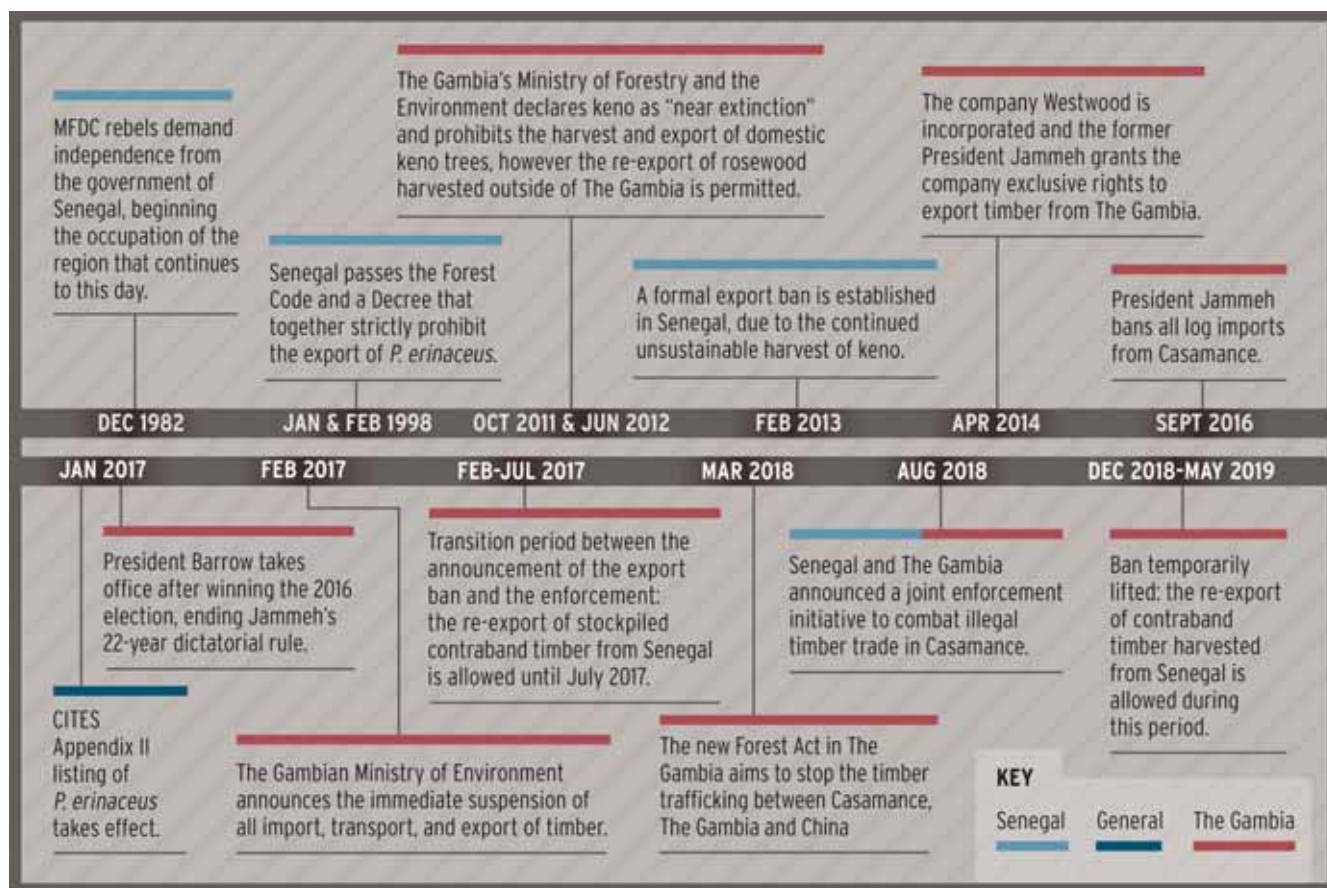 MFDC rebels demand
independence from
the government of
Senegal, beginning
the occupation of the
region that continues
to this day.
DEC 1982
Senegal passes the Forest
Code and a Decree that
together strictly prohibit
the export of P. erinaceus.
JAN & FEB 1998
The Gambia's Ministry of Forestry and the
Environment declares keno as "near extinction"
and prohibits the harvest and export of domestic
keno trees, however the re-export of rosewood
harvested outside of The Gambia is permitted.
OCT 2011 & JUN 2012
A formal export ban is established
in Senegal, due to the continued
unsustainable harvest of keno.
FEB 2013
The company Westwood is
incorporated and the former
President Jammeh grants the
company exclusive rights to
export timber from The Gambia.
APR 2014
President Jammeh
bans all log imports
from Casamance.
SEPT 2016
JAN 2017
President Barrow takes
office after winning the 2016
election, ending Jammeh's
22-year dictatorial rule.
CITES
Appendix II
listing of
P. erinaceus
takes effect.
FEB 2017
The Gambian Ministry of Environment
announces the immediate suspension of
all import, transport, and export of timber.
FEB-JUL 2017
Transition period between the
announcement of the export
ban and the enforcement:
the re-export of stockpiled
contraband timber from Senegal
is allowed until July 2017.
MAR 2018
The new Forest Act in The
Gambia aims to stop the timber
trafficking between Casamance,
The Gambia and China
AUG 2018
Senegal and The Gambia
announced a joint enforcement
initiative to combat illegal
timber trade in Casamance.
DEC 2018-MAY 2019
Ban temporarily
lifted: the re-export
of contraband
timber harvested
from Senegal is
allowed during
this period.
KEY
Senegal General The Gambia